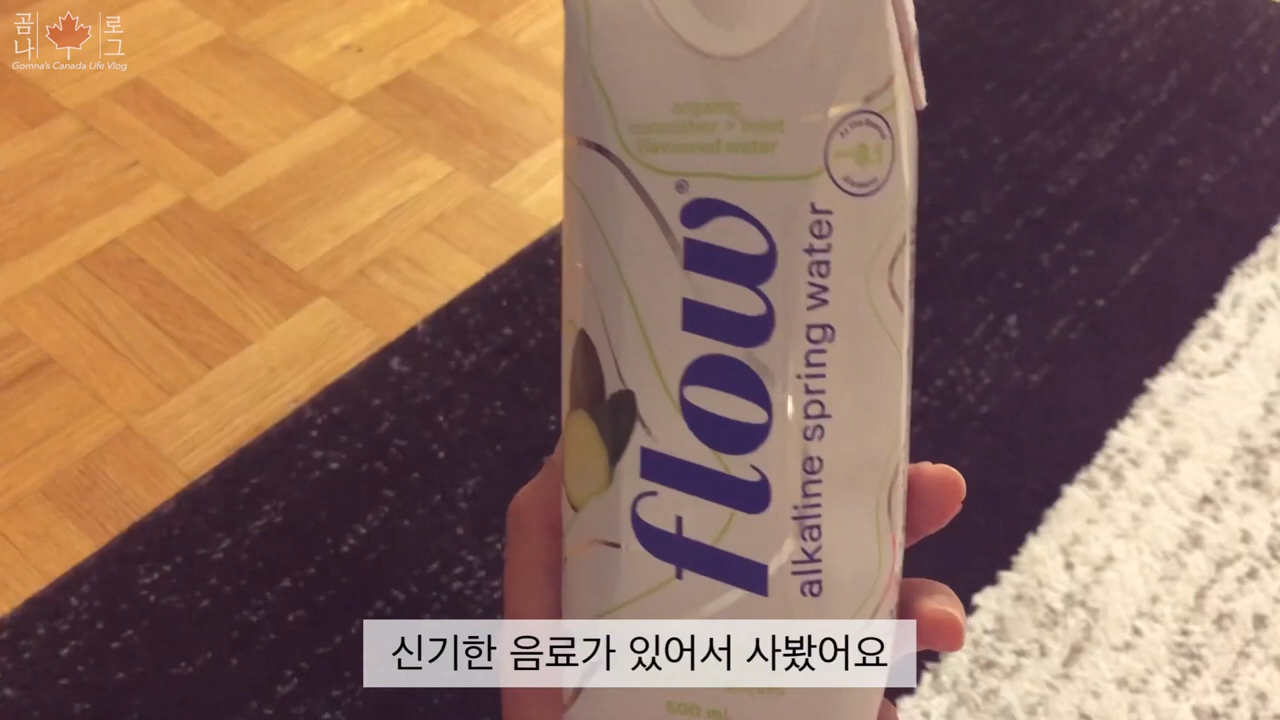 곰 로
나 그
Gomna's Canada Life Vlog
organic
cucumber + mint
flavoured water
flow®
alkaline spring water
신기한 음료가 있어서 사봤어요
500 ml